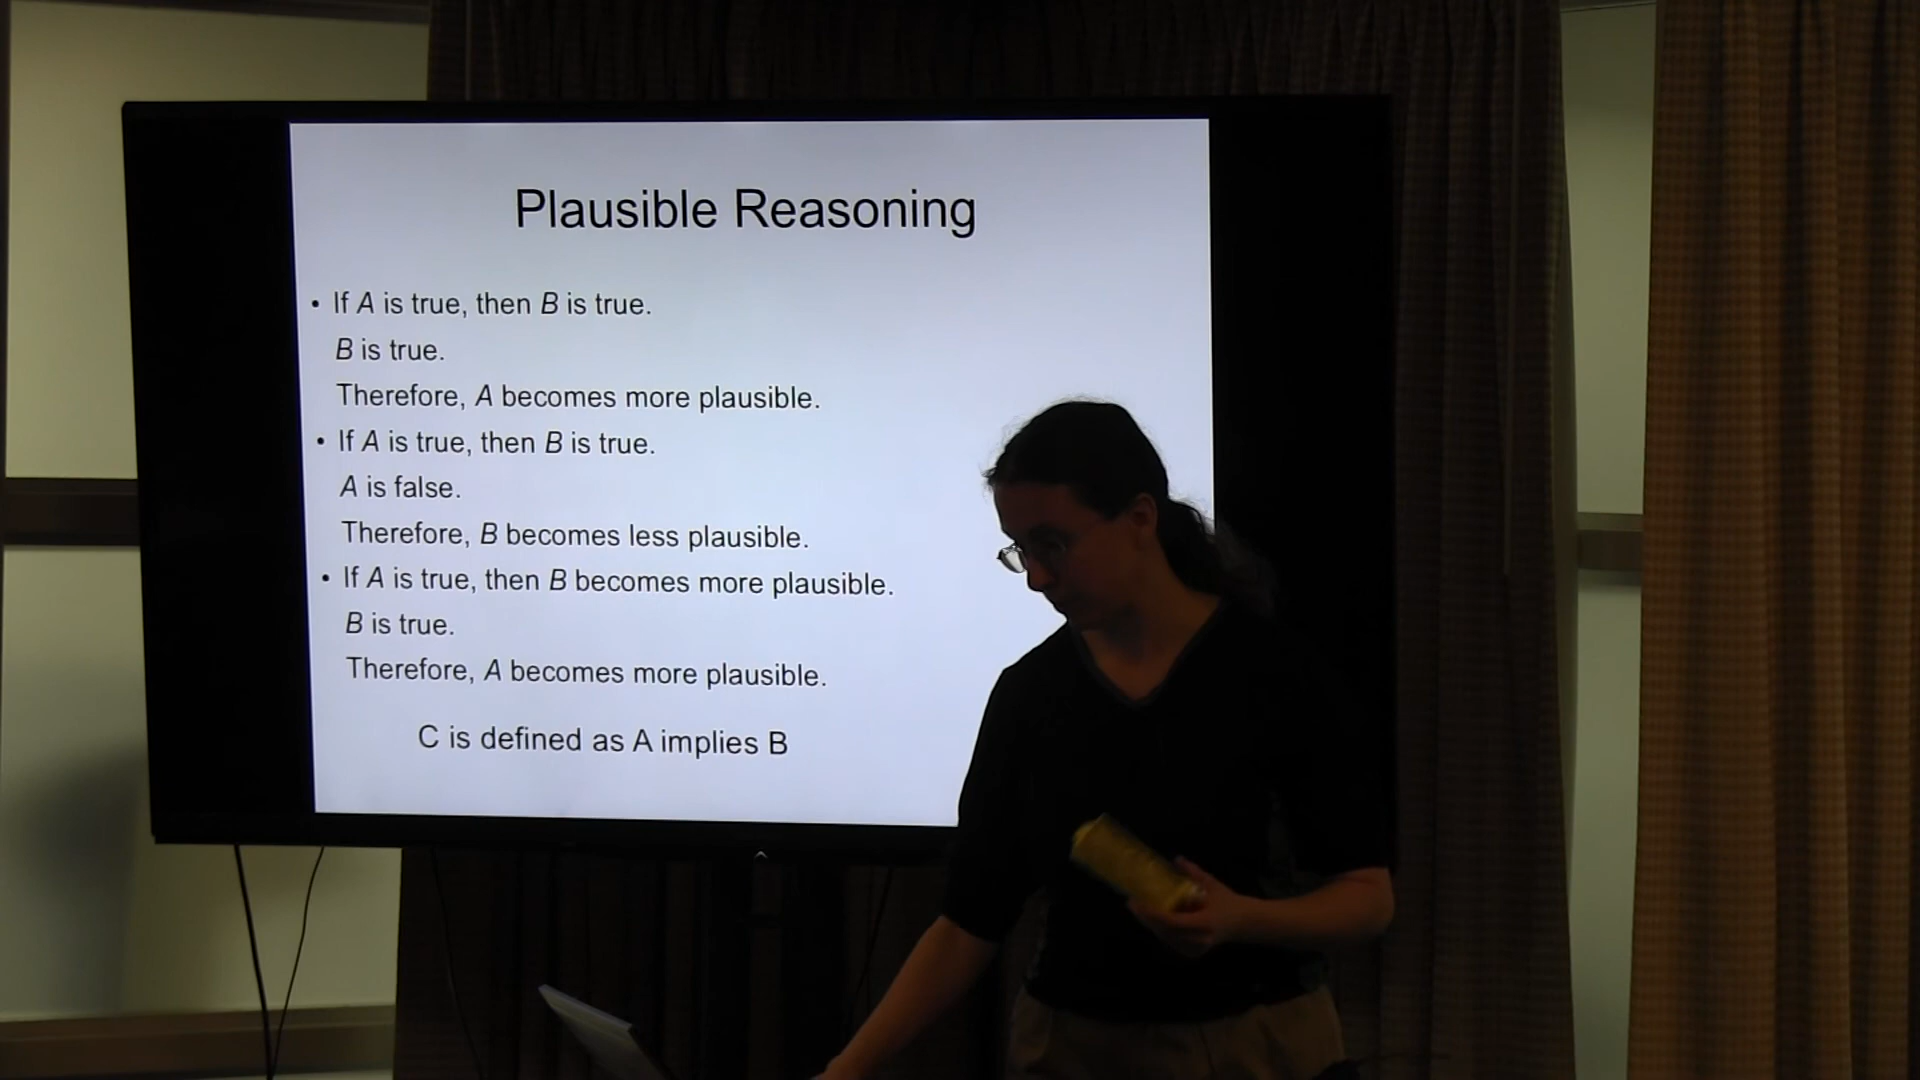 Plausible Reasoning
• If A is true, then B is true.
B is true.
Therefore, A becomes more plausible.
• If A is true, then B is true.
A is false.
Therefore, B becomes less plausible.
• If A is true, then B becomes more plausible.
B is true.
Therefore, A becomes more plausible.
C is defined as A implies B